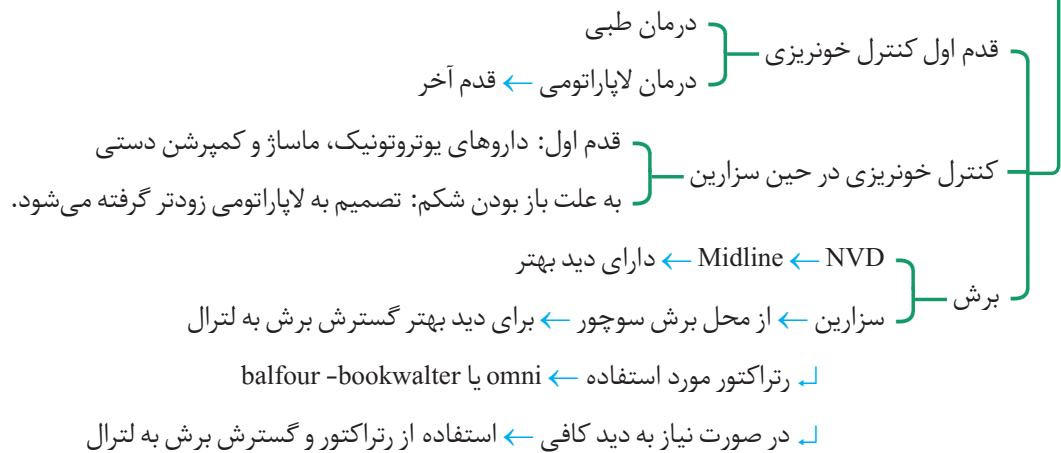 درمان طبی
قدم اول کنترل خونریزی
درمان لاپاراتومی ← قدم آخر
قدم اول: داروهای یوتروتونیک، ماساژ و کمپرشن دستی
کنترل خونریزی در حین سزارین
به علت باز بودن شکم: تصمیم به لاپاراتومی زودتر گرفته می‌شود.
NVD ← Midline ← دارای دید بهتر
برش
سزارین ← از محل برش سوچور ← برای دید بهتر گسترش برش به لترال
رتراکتور مورد استفاده ← omni یا balfour -bookwalter
در صورت نیاز به دید کافی ← استفاده از رتراکتور و گسترش برش به لترال